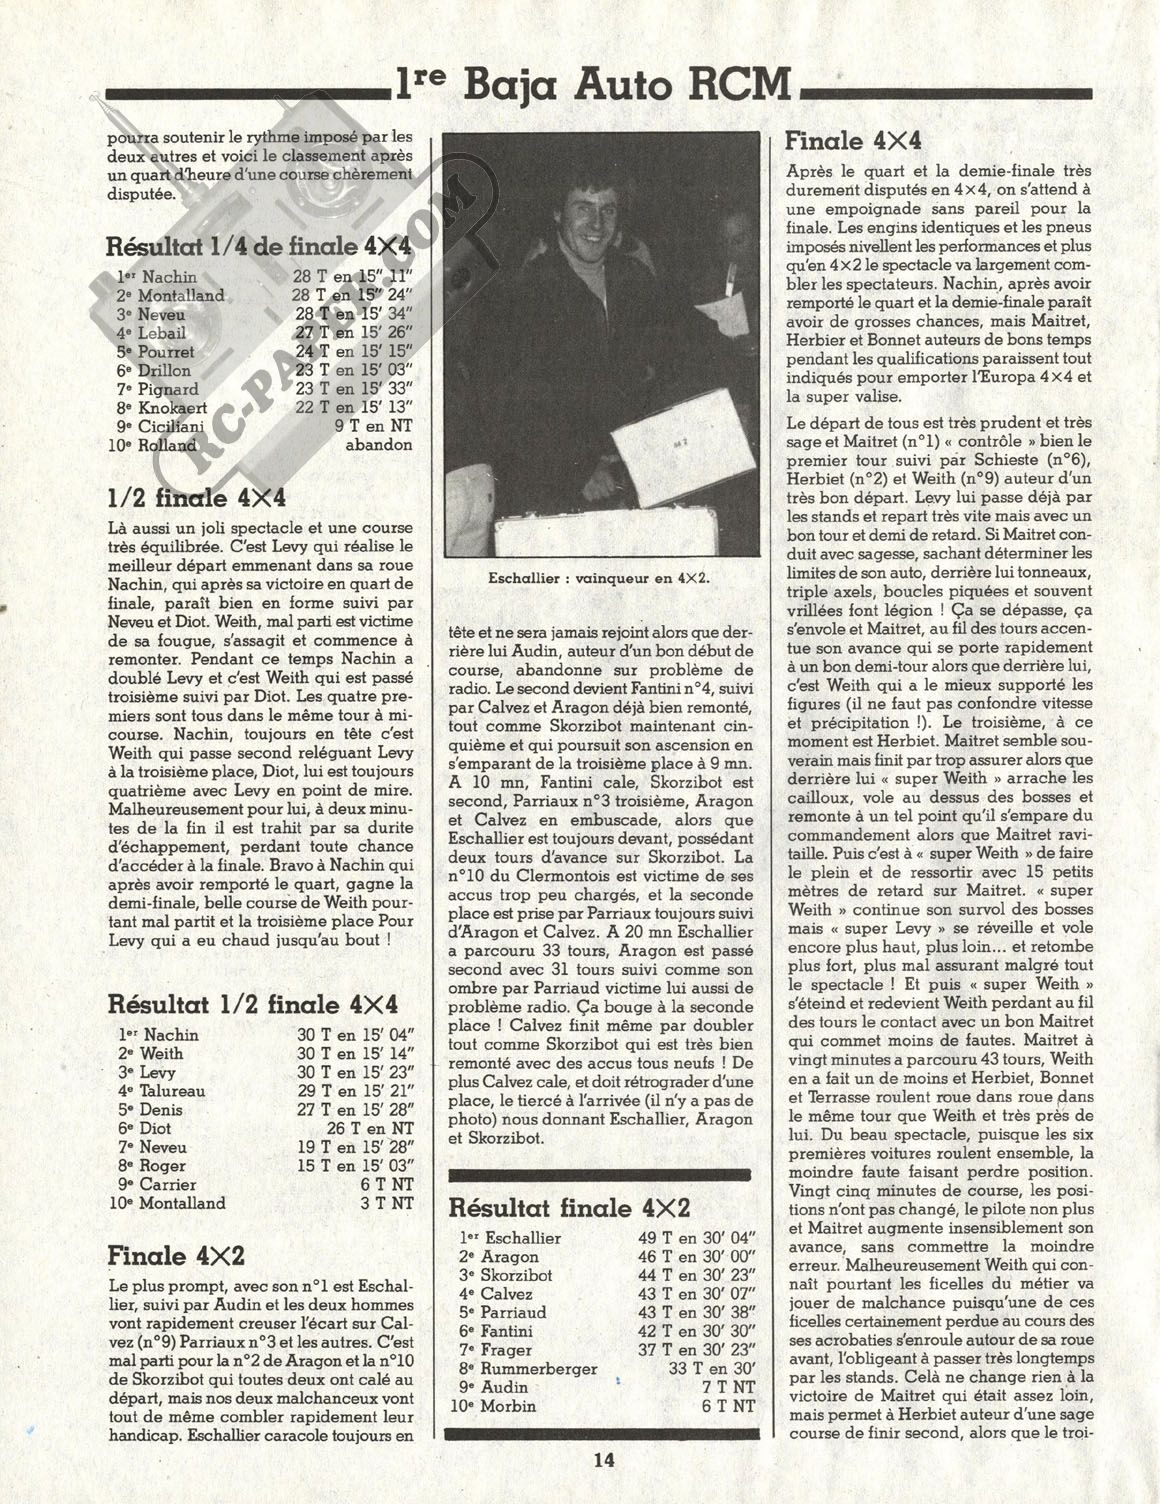 1re Baja Auto RCM
pourra soutenir le rythme imposé par les
deux autres et voici le classement après
un quart d'heure d'une course chèrement
disputée.
Résultat 1/4 de finale 4×4
1er Nachin 28 T en 15″ 11″
2e Montalland 28 T en 15″ 24″
3e Neveu 28 T en 15′ 34″
4e Lebail 27 T en 15′ 26″
5e Pourret 24 T en 15′ 15″
6e Drillon 23 T en 15′ 03″
7e Pignard 23 T en 15′ 33″
8e Knokaert 22 T en 15′ 13″
9e Ciciliani 9 T en NT
10e Rolland abandon
1/2 finale 4×4
Là aussi un joli spectacle et une course
très équilibrée. C'est Levy qui réalise le
meilleur départ emmenant dans sa roue
Nachin, qui après sa victoire en quart de
finale, paraît bien en forme suivi par
Neveu et Diot. Weith, mal parti est victime
de sa fougue, s'assagit et commence à
remonter. Pendant ce temps Nachin a
doublé Levy et c'est Weith qui est passé
troisième suivi par Diot. Les quatre pre-
miers sont tous dans le même tour à mi-
course. Nachin, toujours en tête c'est
Weith qui passe second reléguant Levy
à la troisième place, Diot, lui est toujours
quatrième avec Levy en point de mire.
Malheureusement pour lui, à deux minu-
tes de la fin il est trahit par sa durite
d'échappement, perdant toute chance
d'accéder à la finale. Bravo à Nachin qui
après avoir remporté le quart, gagne la
demi-finale, belle course de Weith pour-
tant mal partit et la troisième place Pour
Levy qui a eu chaud jusqu'au bout !
Résultat 1/2 finale 4×4
1er Nachin 30 T en 15′ 04″
2e Weith 30 T en 15′ 14″
3e Levy 30 T en 15′ 23″
4e Talureau 29 T en 15′ 21″
5e Denis 27 T en 15′ 28″
6e Diot 26 T en NT
7e Neveu 19 T en 15′ 28″
8e Roger 15 T en 15′ 03″
9e Carrier 6 T NT
10e Montalland 3 T NT
Finale 4×2
Le plus prompt, avec son n°1 est Eschal-
lier, suivi par Audin et les deux hommes
vont rapidement creuser l'écart sur Cal-
vez (n°9) Parriaux n°3 et les autres. C'est
mal parti pour la n°2 de Aragon et la n°10
de Skorzibot qui toutes deux ont calé au
départ, mais nos deux malchanceux vont
tout de même combler rapidement leur
handicap. Eschallier caracole toujours en
Eschallier : vainqueur en 4×2.
tête et ne sera jamais rejoint alors que der-
rière lui Audin, auteur d'un bon début de
course, abandonne sur problème de
radio. Le second devient Fantini n°4, suivi
par Calvez et Aragon déjà bien remonté,
tout comme Skorzibot maintenant cin-
quième et qui poursuit son ascension en
s'emparant de la troisième place à 9 mn.
A 10 mn, Fantini cale, Skorzibot est
second, Parriaux n°3 troisième, Aragon
et Calvez en embuscade, alors que
Eschallier est toujours devant, possédant
deux tours d'avance sur Skorzibot. La
n°10 du Clermontois est victime de ses
accus trop peu chargés, et la seconde
place est prise par Parriaux toujours suivi
d'Aragon et Calvez. A 20 mn Eschallier
a parcouru 33 tours, Aragon est passé
second avec 31 tours suivi comme son
ombre par Parriaud victime lui aussi de
problème radio. Ça bouge à la seconde
place ! Calvez finit même par doubler
tout comme Skorzibot qui est très bien
remonté avec des accus tous neufs ! De
plus Calvez cale, et doit rétrograder d'une
place, le tiercé à l'arrivée (il n'y a pas de
photo) nous donnant Eschallier, Aragon
et Skorzibot.
Résultat finale 4×2
1er Eschallier 49 T en 30′ 04″
2e Aragon 46 T en 30′ 00″
3e Skorzibot 44 T en 30′ 23″
4e Calvez 43 T en 30′ 07″
5e Parriaud 43 T en 30′ 38″
6e Fantini 42 T en 30′ 30″
7e Frager 37 T en 30′ 23″
8e Rummerberger 33 T en 30′
9e Audin 7 T NT
10e Morbin 6 T NT
Finale 4×4
Après le quart et la demie-finale très
durement disputés en 4×4, on s'attend à
une empoignade sans pareil pour la
finale. Les engins identiques et les pneus
imposés nivellent les performances et plus
qu'en 4×2 le spectacle va largement com-
bler les spectateurs. Nachin, après avoir
remporté le quart et la demie-finale paraît
avoir de grosses chances, mais Maitret,
Herbier et Bonnet auteurs de bons temps
pendant les qualifications paraissent tout
indiqués pour emporter l'Europa 4×4 et
la super valise.
Le départ de tous est très prudent et très
sage et Maitret (n°1) « contrôle » bien le
premier tour suivi par Schieste (n°6),
Herbiet (n°2) et Weith (n°9) auteur d'un
très bon départ. Levy lui passe déjà par
les stands et repart très vite mais avec un
bon tour et demi de retard. Si Maitret con-
duit avec sagesse, sachant déterminer les
limites de son auto, derrière lui tonneaux,
triple axels, boucles piquées et souvent
vrillées font légion ! Ça se dépasse, ça
s'envole et Maitret, au fil des tours accen-
tue son avance qui se porte rapidement
à un bon demi-tour alors que derrière lui,
c'est Weith qui a le mieux supporté les
figures (il ne faut pas confondre vitesse
et précipitation !). Le troisième, à ce
moment est Herbiet. Maitret semble sou-
verain mais finit par trop assurer alors que
derrière lui « super Weith » arrache les
cailloux, vole au dessus des bosses et
remonte à un tel point qu'il s'empare du
commandement alors que Maitret ravi-
taille. Puis c'est à « super Weith » de faire
le plein et de ressortir avec 15 petits
mètres de retard sur Maitret. « super
Weith » continue son survol des bosses
mais « super Levy » se réveille et vole
encore plus haut, plus loin... et retombe
plus fort, plus mal assurant malgré tout
le spectacle ! Et puis « super Weith »
s'éteind et redevient Weith perdant au fil
des tours le contact avec un bon Maitret
qui commet moins de fautes. Maitret à
vingt minutes a parcouru 43 tours, Weith
en a fait un de moins et Herbiet, Bonnet
et Terrasse roulent roue dans roue dans
le même tour que Weith et très près de
lui. Du beau spectacle, puisque les six
premières voitures roulent ensemble, la
moindre faute faisant perdre position.
Vingt cinq minutes de course, les posi-
tions n'ont pas changé, le pilote non plus
et Maitret augmente insensiblement son
avance, sans commettre la moindre
erreur. Malheureusement Weith qui con-
naît pourtant les ficelles du métier va
jouer de malchance puisqu'une de ces
ficelles certainement perdue au cours des
ses acrobaties s'enroule autour de sa roue
avant, l'obligeant à passer très longtemps
par les stands. Celà ne change rien à la
victoire de Maitret qui était assez loin,
mais permet à Herbiet auteur d'une sage
course de finir second, alors que le troi-
14
RC-PAPER.COM